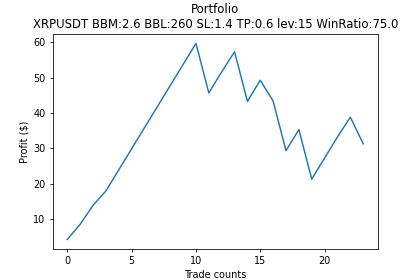 Portfolio
XRPUSDT BBM:2.6 BBL:260 SL:1.4 TP:0.6 lev:15 WinRatio:75.0
60
50
40
30
20
10
Profit ($)
0 5 10 15 20
Trade counts